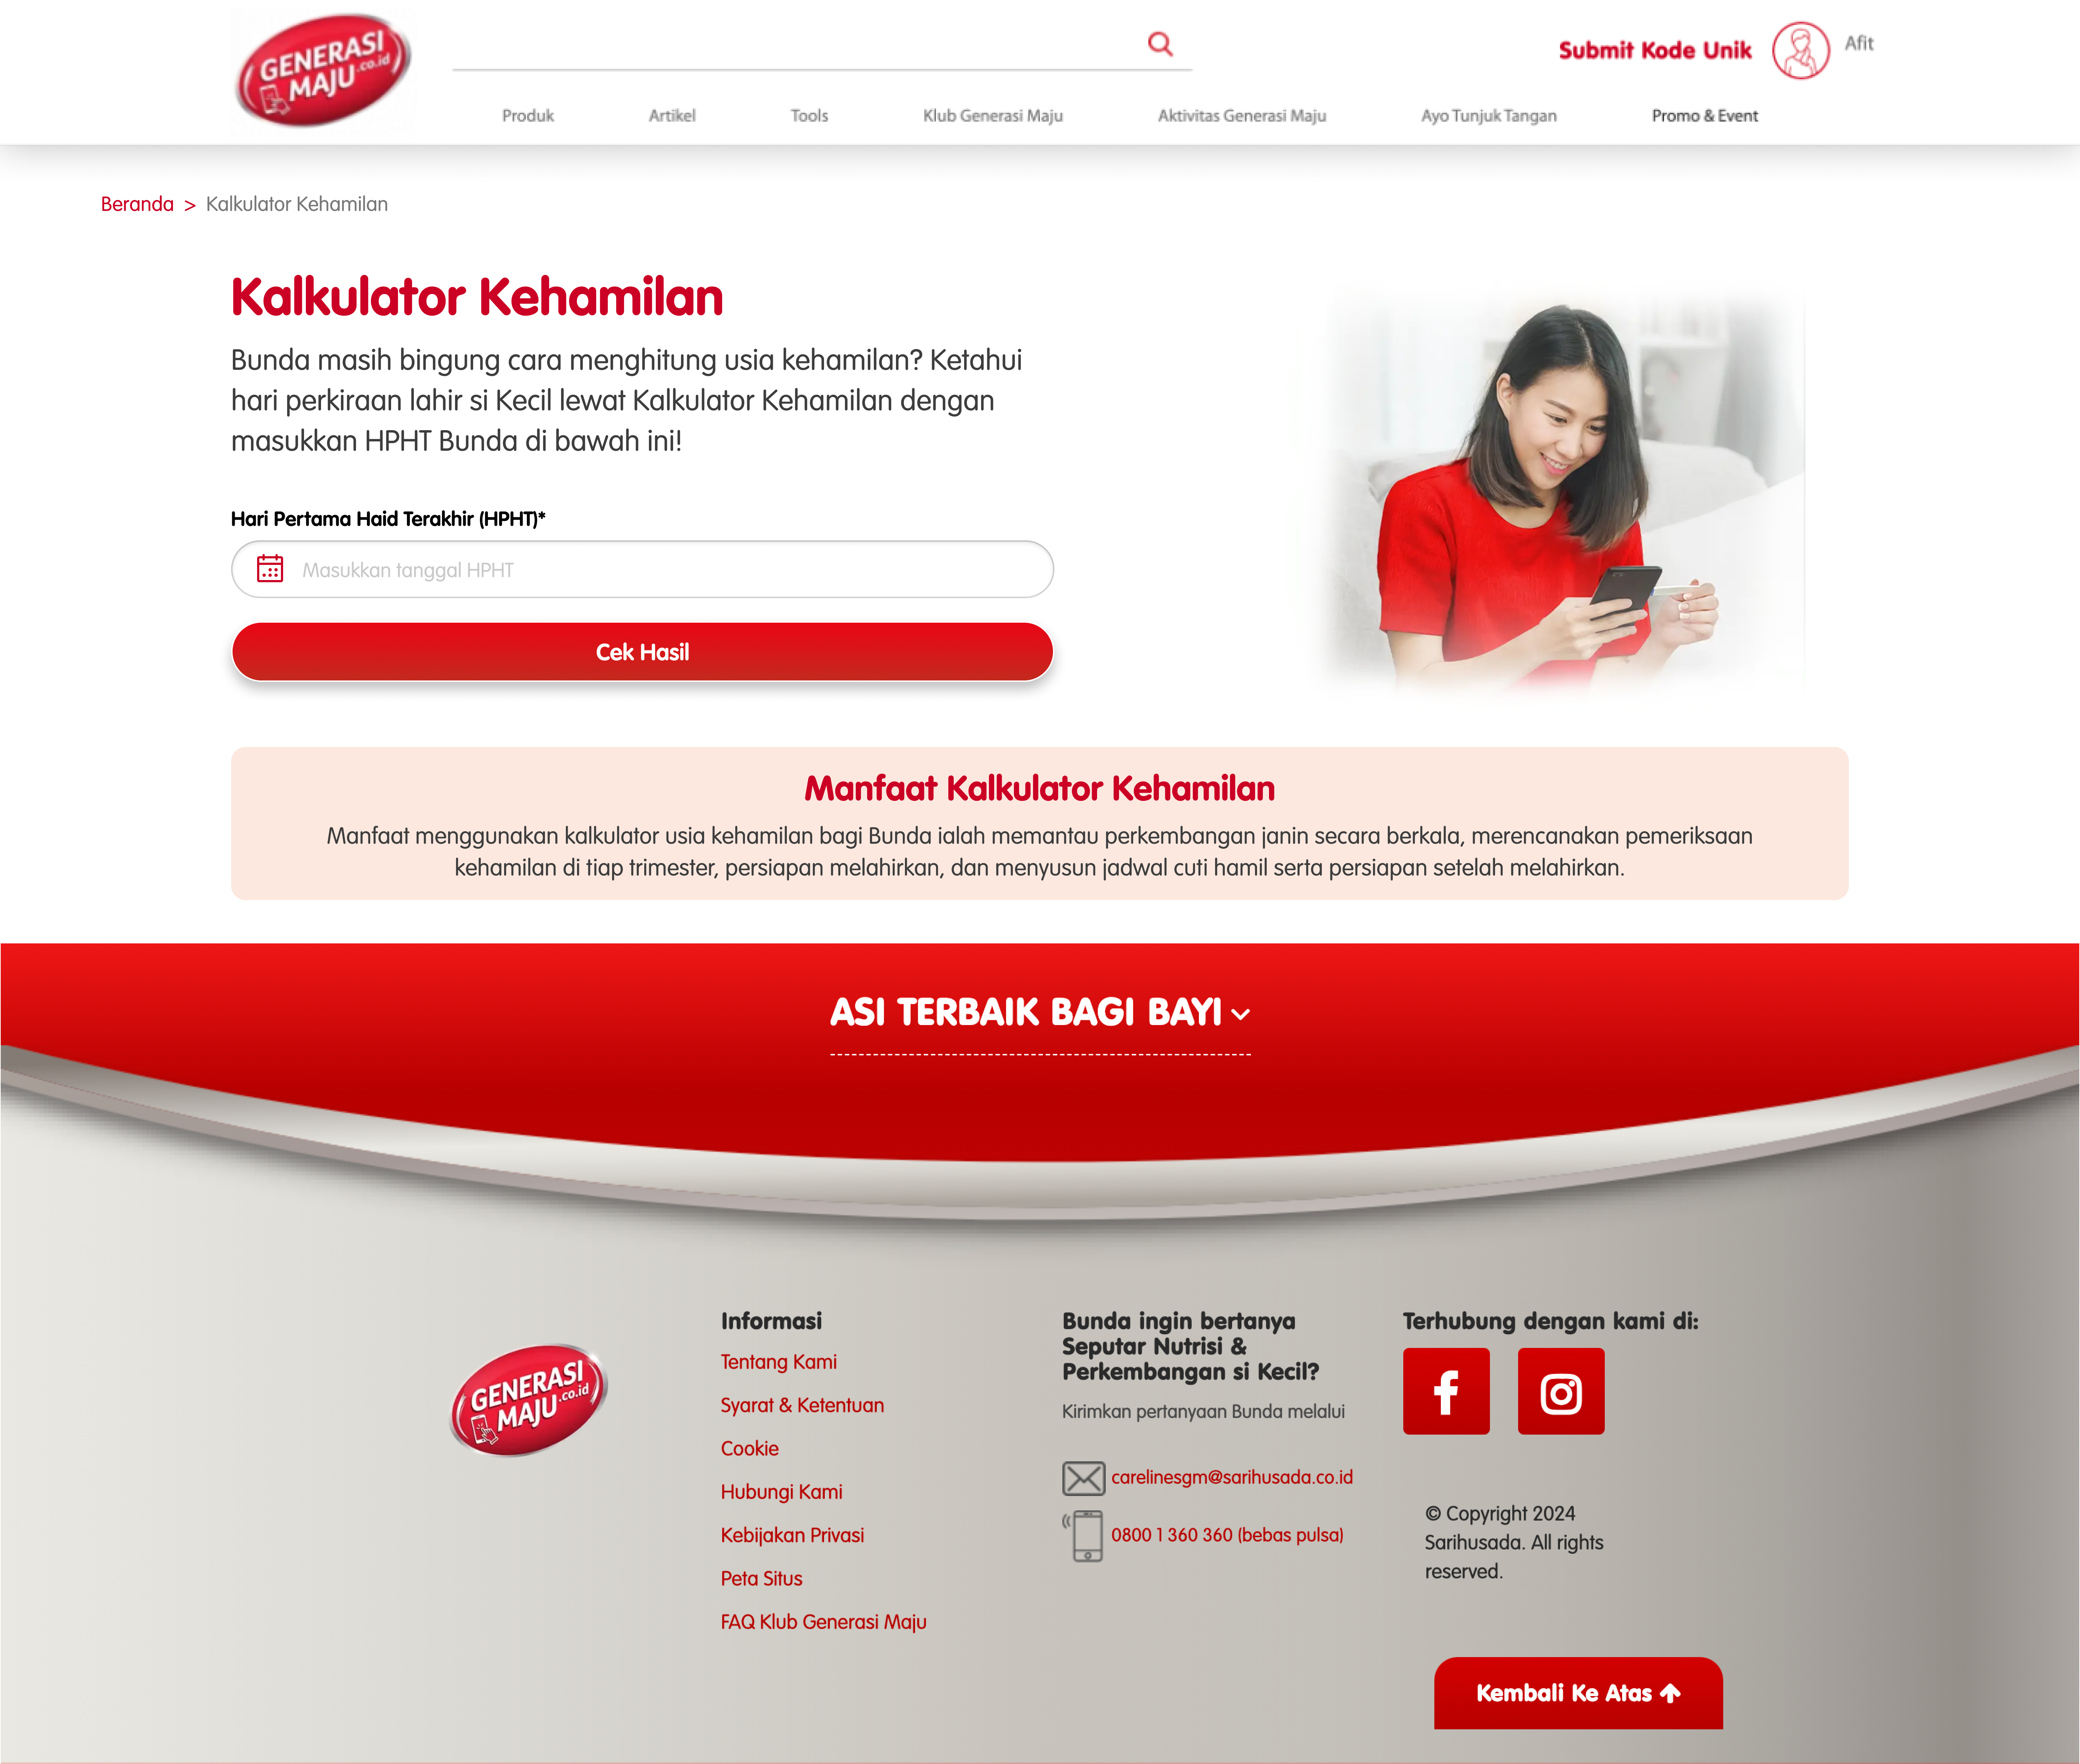 GENERASI
MAJU.co.id
Submit Kode Unik
Afit
Produk
Artikel
Tools
Klub Generasi Maju
Aktivitas Generasi Maju
Ayo Tunjuk Tangan
Promo & Event
Beranda > Kalkulator Kehamilan
Kalkulator Kehamilan
Bunda masih bingung cara menghitung usia kehamilan? Ketahui
hari perkiraan lahir si Kecil lewat Kalkulator Kehamilan dengan
masukkan HPHT Bunda di bawah ini!
Hari Pertama Haid Terakhir (HPHT)*
Masukkan tanggal HPHT
Cek Hasil
Manfaat Kalkulator Kehamilan
Manfaat menggunakan kalkulator usia kehamilan bagi Bunda ialah memantau perkembangan janin secara berkala, merencanakan pemeriksaan
kehamilan di tiap trimester, persiapan melahirkan, dan menyusun jadwal cuti hamil serta persiapan setelah melahirkan.
ASI TERBAIK BAGI BAYI
GENERASI
MAJU.co.id
Informasi
Tentang Kami
Syarat & Ketentuan
Cookie
Hubungi Kami
Kebijakan Privasi
Peta Situs
FAQ Klub Generasi Maju
Bunda ingin bertanya
Seputar Nutrisi &
Perkembangan si Kecil?
Kirimkan pertanyaan Bunda melalui
carelinesgm@sarihusada.co.id
0800 1 360 360 (bebas pulsa)
Terhubung dengan kami di:
© Copyright 2024
Sarihusada. All rights
reserved.
Kembali Ke Atas